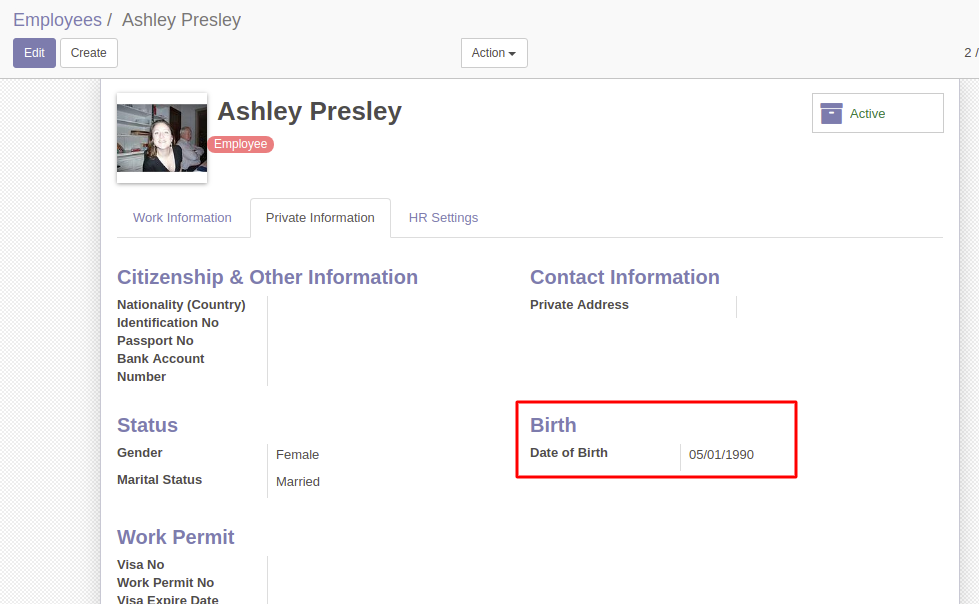 Employees / Ashley Presley
Edit Create Action 2 /
Ashley Presley
Employee
Active
Work Information Private Information HR Settings
Citizenship & Other Information
Nationality (Country)
Identification No
Passport No
Bank Account
Number
Contact Information
Private Address
Status
Gender Female
Marital Status Married
Birth
Date of Birth 05/01/1990
Work Permit
Visa No
Work Permit No
Visa Expire Date